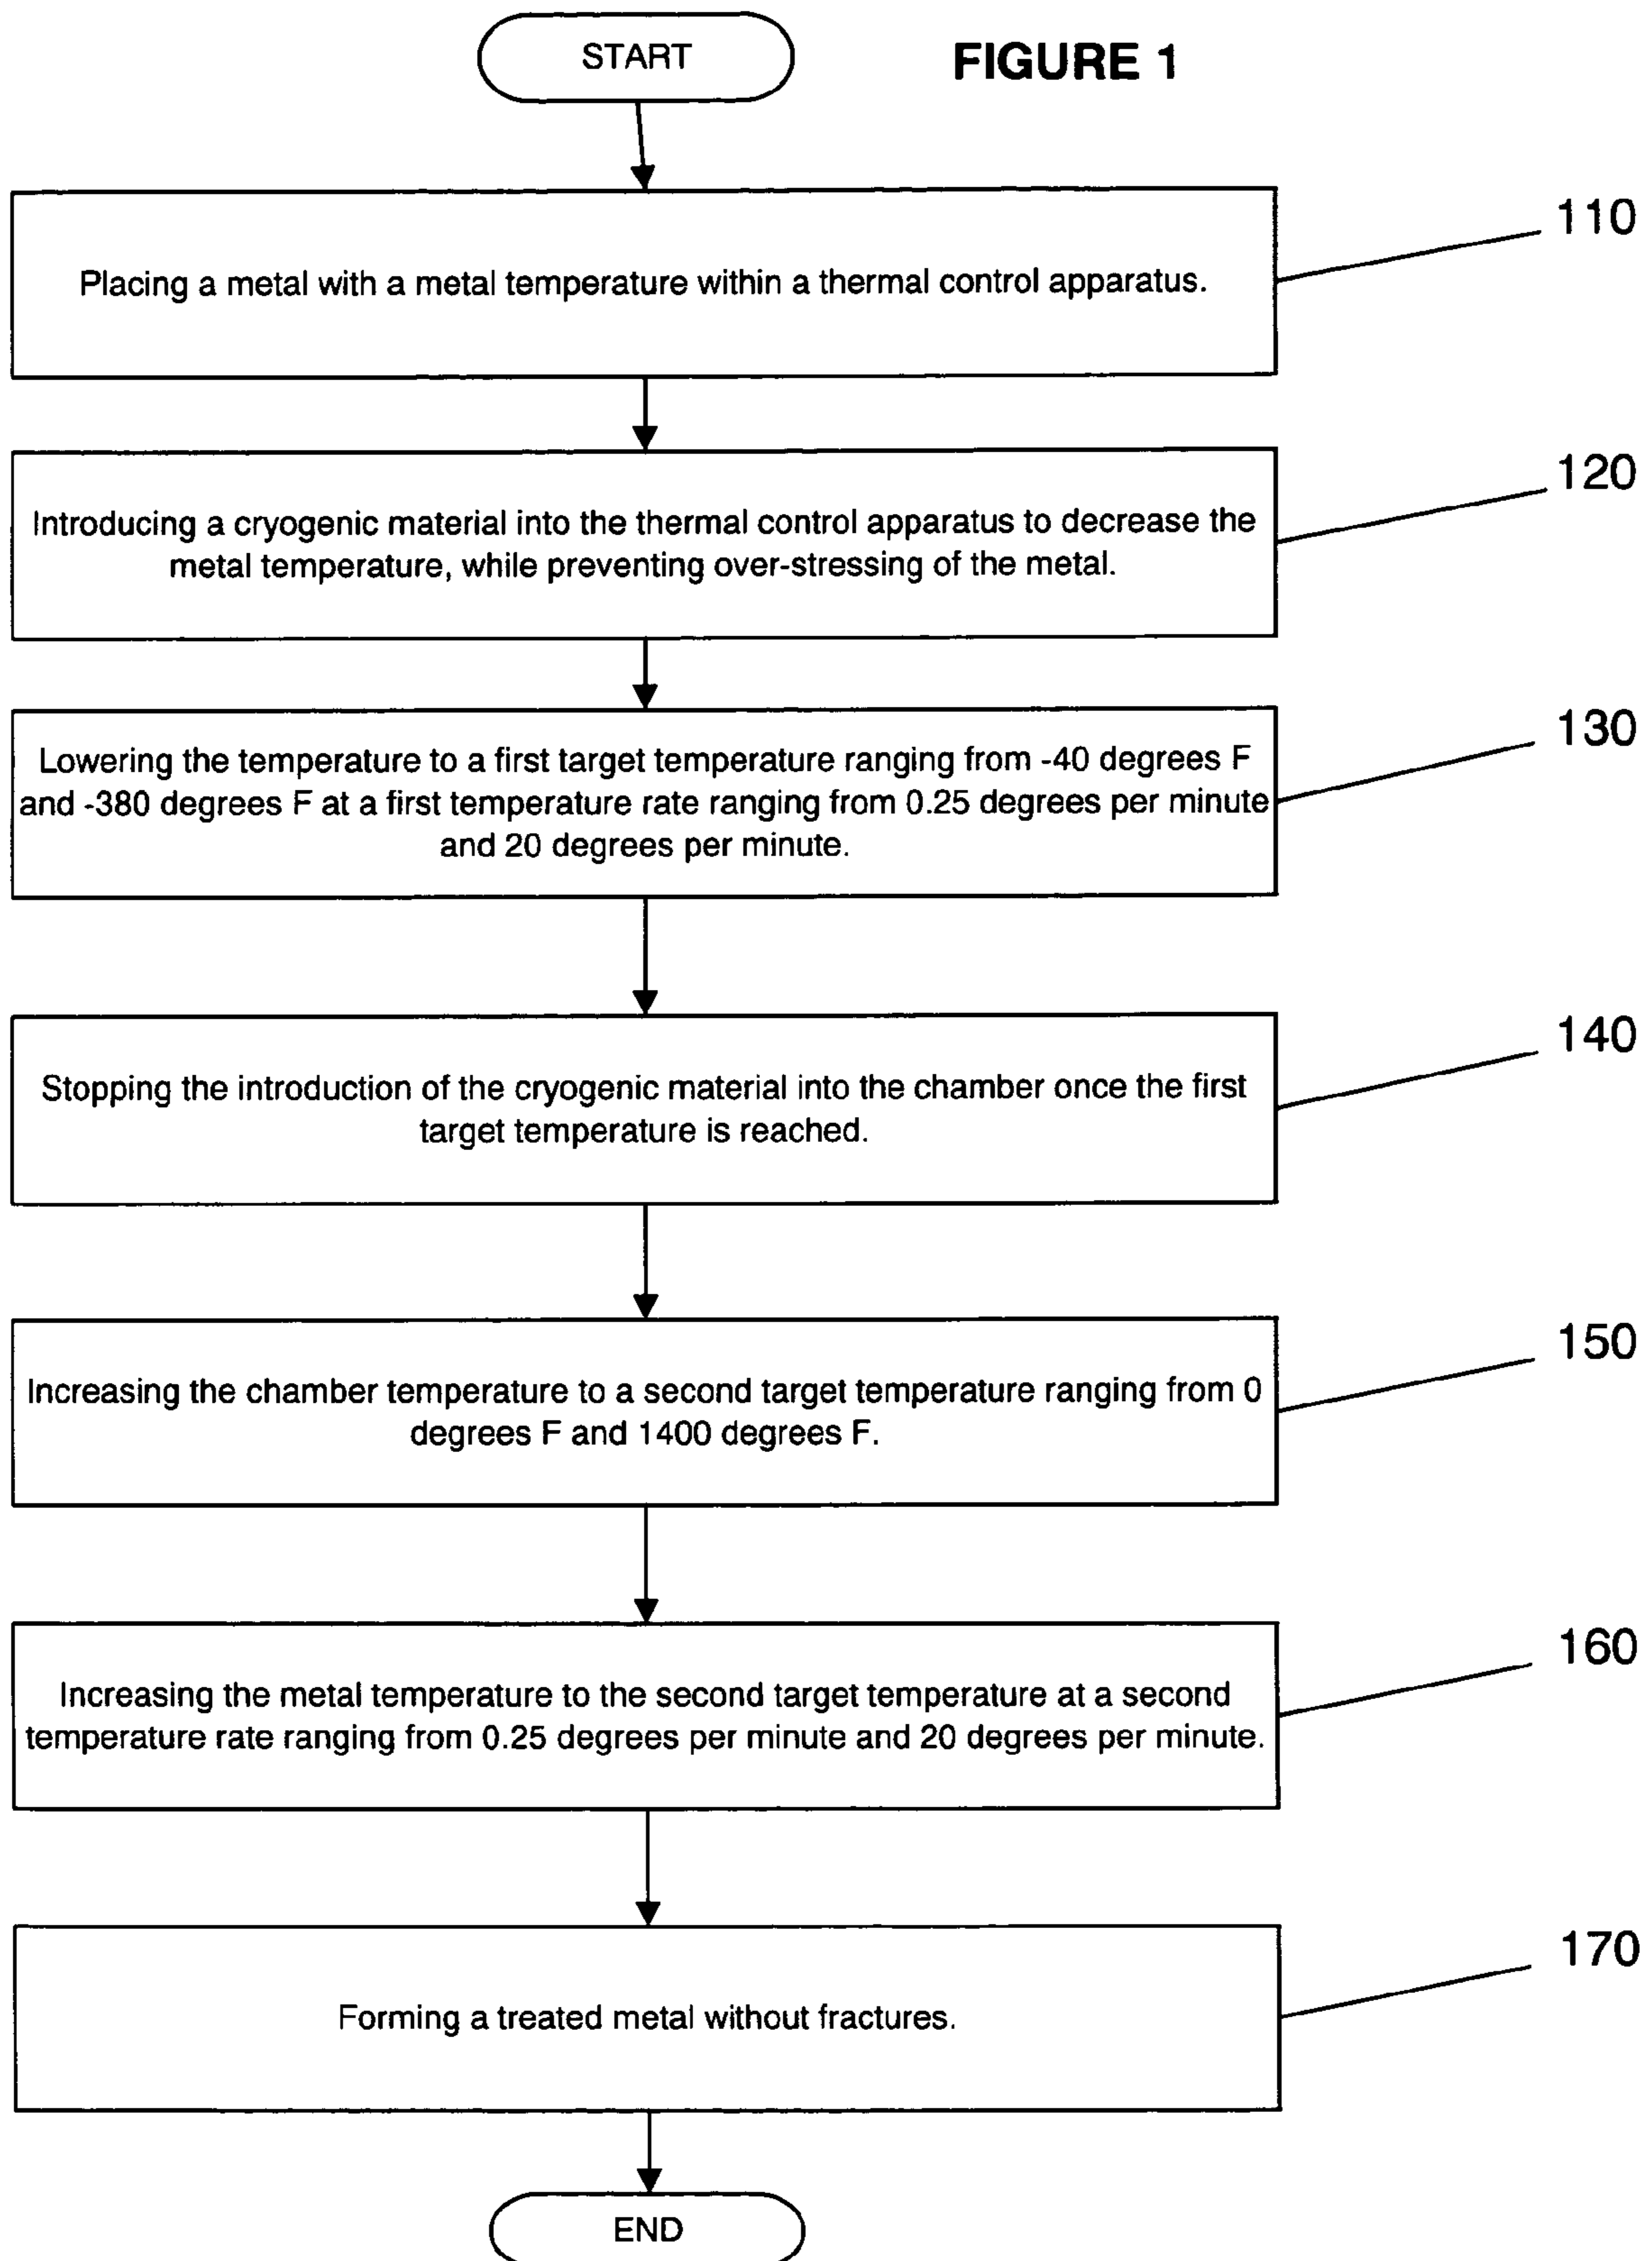 START
FIGURE 1
110
Placing a metal with a metal temperature within a thermal control apparatus.
120
Introducing a cryogenic material into the thermal control apparatus to decrease the
metal temperature, while preventing over-stressing of the metal.
130
Lowering the temperature to a first target temperature ranging from -40 degrees F
and -380 degrees F at a first temperature rate ranging from 0.25 degrees per minute
and 20 degrees per minute.
140
Stopping the introduction of the cryogenic material into the chamber once the first
target temperature is reached.
150
Increasing the chamber temperature to a second target temperature ranging from 0
degrees F and 1400 degrees F.
160
Increasing the metal temperature to the second target temperature at a second
temperature rate ranging from 0.25 degrees per minute and 20 degrees per minute.
170
Forming a treated metal without fractures.
END